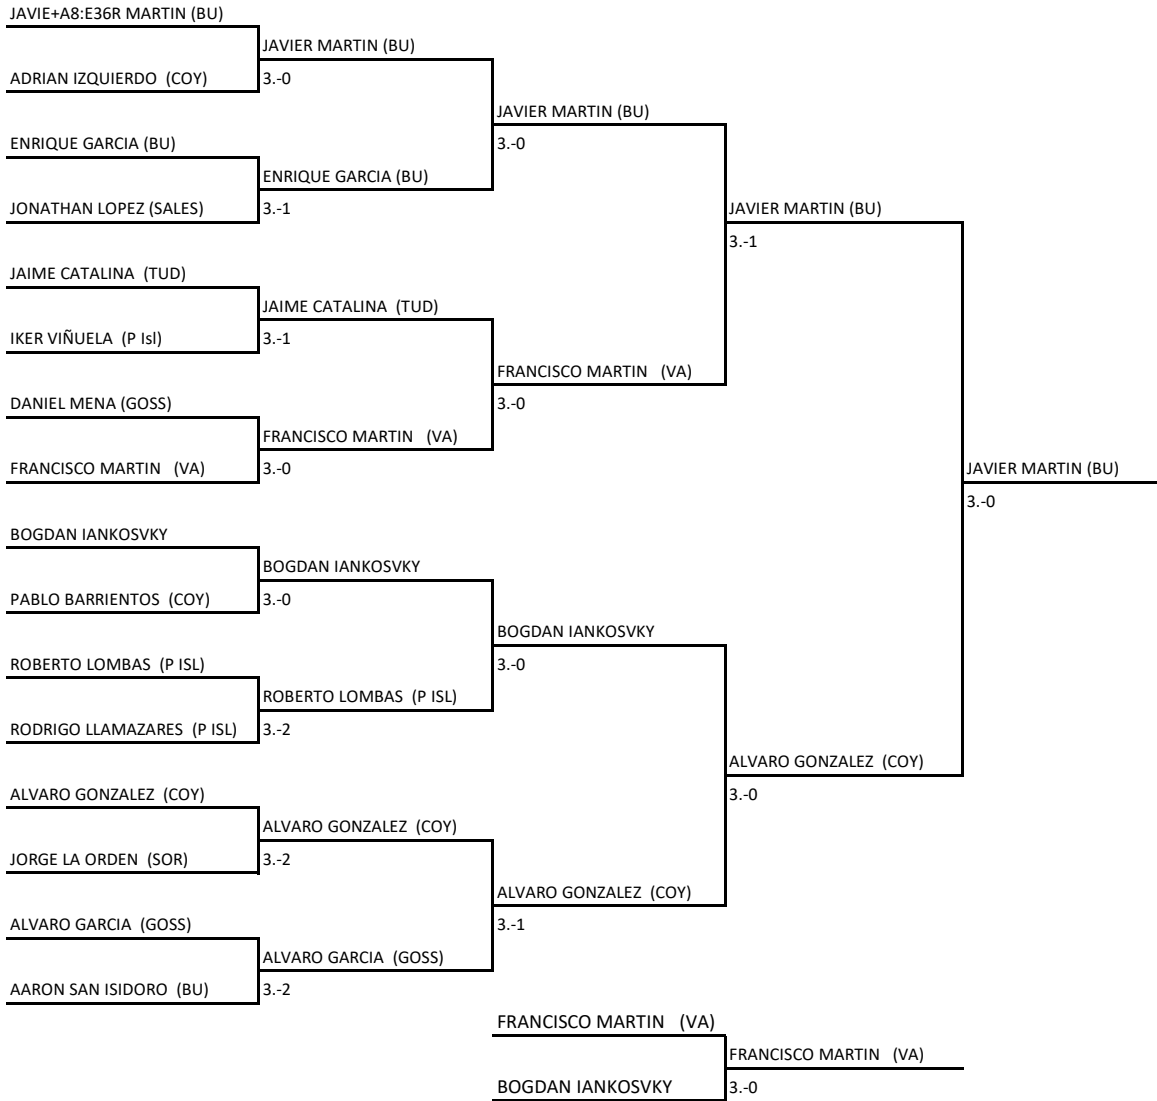 JAVIE+A8:E36R MARTIN (BU)
JAVIER MARTIN (BU)
ADRIAN IZQUIERDO (COY)
3.-0
JAVIER MARTIN (BU)
ENRIQUE GARCIA (BU)
3.-0
ENRIQUE GARCIA (BU)
JONATHAN LOPEZ (SALES)
3.-1
JAVIER MARTIN (BU)
3.-1
JAIME CATALINA (TUD)
JAIME CATALINA (TUD)
IKER VIÑUELA (P Isl)
3.-1
FRANCISCO MARTIN (VA)
DANIEL MENA (GOSS)
3.-0
FRANCISCO MARTIN (VA)
FRANCISCO MARTIN (VA)
3.-0
JAVIER MARTIN (BU)
3.-0
BOGDAN IANKOSVKY
BOGDAN IANKOSVKY
PABLO BARRIENTOS (COY)
3.-0
BOGDAN IANKOSVKY
ROBERTO LOMBAS (P ISL)
3.-0
ROBERTO LOMBAS (P ISL)
RODRIGO LLAMAZARES (P ISL)
3.-2
ALVARO GONZALEZ (COY)
ALVARO GONZALEZ (COY)
3.-0
ALVARO GONZALEZ (COY)
JORGE LA ORDEN (SOR)
3.-2
ALVARO GONZALEZ (COY)
ALVARO GARCIA (GOSS)
3.-1
ALVARO GARCIA (GOSS)
AARON SAN ISIDORO (BU)
3.-2
FRANCISCO MARTIN (VA)
FRANCISCO MARTIN (VA)
BOGDAN IANKOSVKY
3.-0